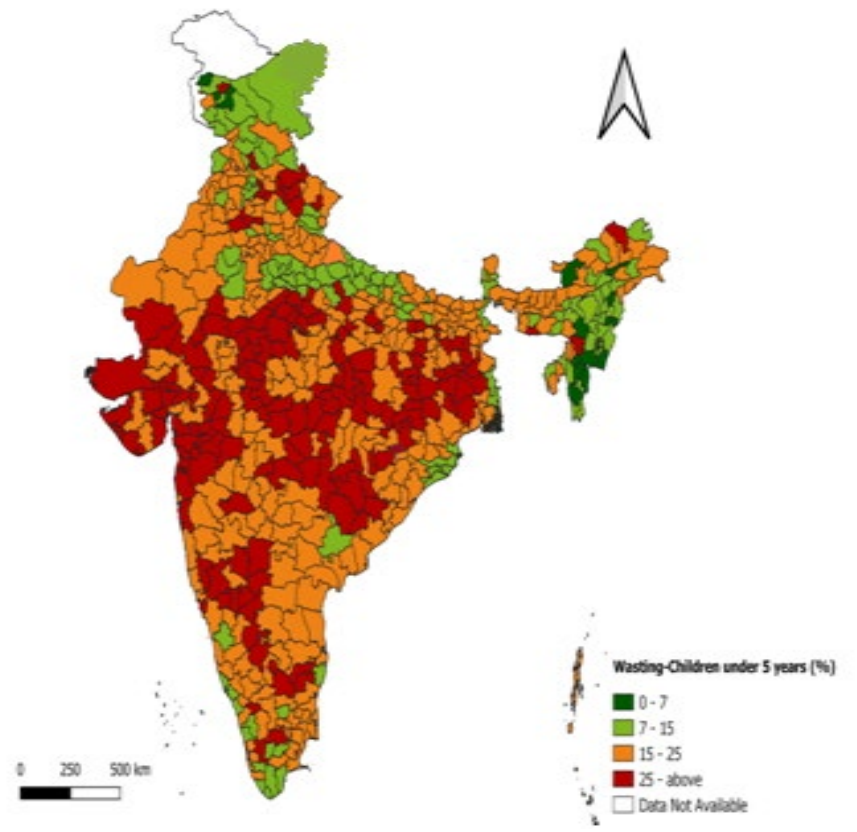 Wasting-Children under 5 years (%)
0 - 7
7 - 15
15 - 25
25 - above
Data Not Available
0 250 500 km